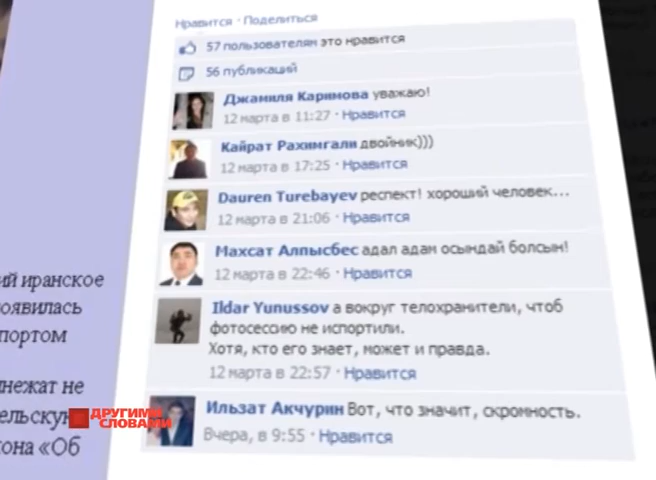 Нравится · Поделиться
57 пользователям это нравится
56 публикаций
Джамиля Каримова уважаю!
12 марта в 11:27 · Нравится
Кайрат Рахимгали двойник)))
12 марта в 17:25 · Нравится
Dauren Turebayev респект! хороший человек...
12 марта в 21:06 · Нравится
Махсат Алпысбес адал адам осындай болсын!
12 марта в 22:46 · Нравится
Ildar Yunussov а вокруг телохранители, чтоб
фотосессию не испортили.
Хотя, кто его знает, может и правда.
12 марта в 22:57 · Нравится
Ильзат Акчурин Вот, что значит, скромность.
Вчера, в 9:55 · Нравится
ий иранское
оявилась
портом
нежат не
ельскую
она «Об
ДРУГИМИ
СЛОВАМИ